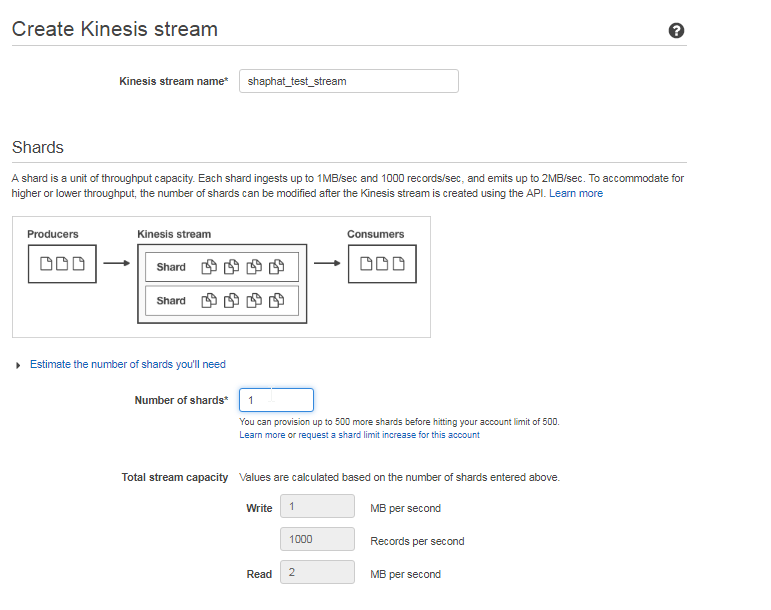 Create Kinesis stream
?
Kinesis stream name* shaphat_test_stream
Shards
A shard is a unit of throughput capacity. Each shard ingests up to 1MB/sec and 1000 records/sec, and emits up to 2MB/sec. To accommodate for
higher or lower throughput, the number of shards can be modified after the Kinesis stream is created using the API. Learn more
Producers Kinesis stream Consumers
Shard
Shard
Estimate the number of shards you'll need
Number of shards* 1
You can provision up to 500 more shards before hitting your account limit of 500.
Learn more or request a shard limit increase for this account
Total stream capacity Values are calculated based on the number of shards entered above.
Write 1 MB per second
1000 Records per second
Read 2 MB per second